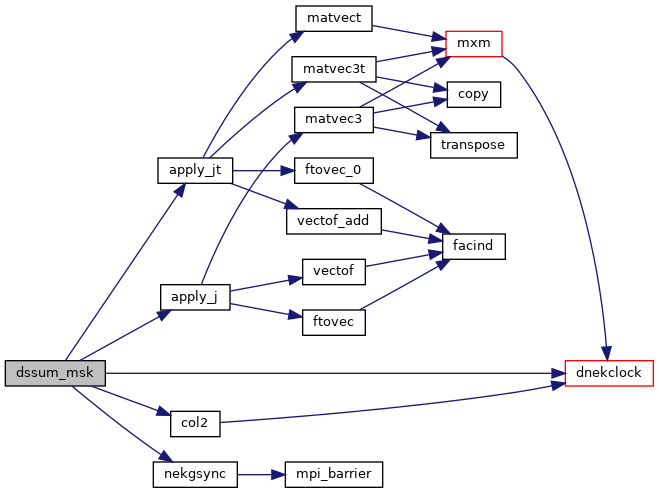 matvect
mxm
matvec3t
copy
matvec3
transpose
apply_jt
ftovec_0
vectof_add
facind
vectof
apply_j
ftovec
dssum_msk
dnekclock
col2
nekgsync
mpi_barrier